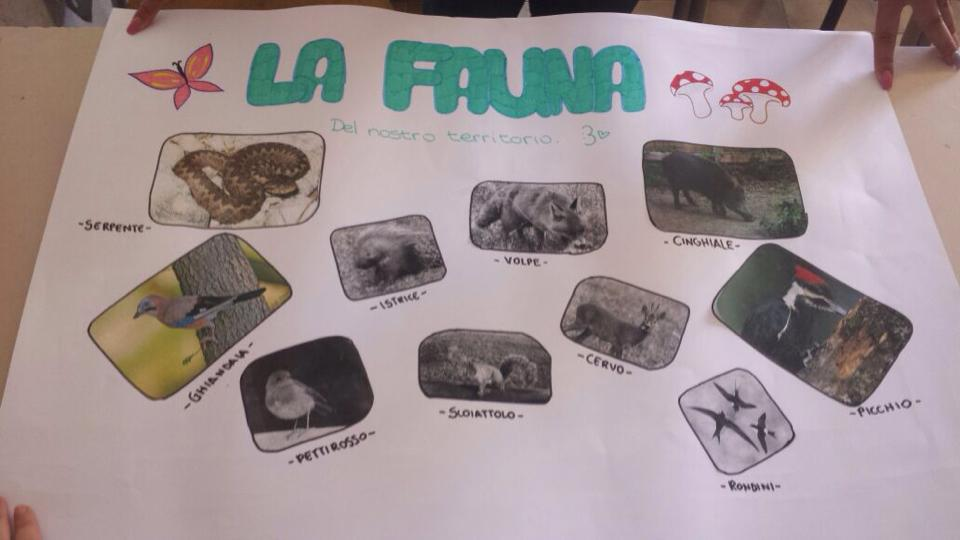 LA FAUNA
Del nostro territorio. 3♡
-SERPENTE-
-ISTRICE-
-VOLPE-
-CINGHIALE-
-GHIANDAIA-
-PETTIROSSO-
-SCOIATTOLO-
-CERVO-
-PICCHIO-
-RONDINI-